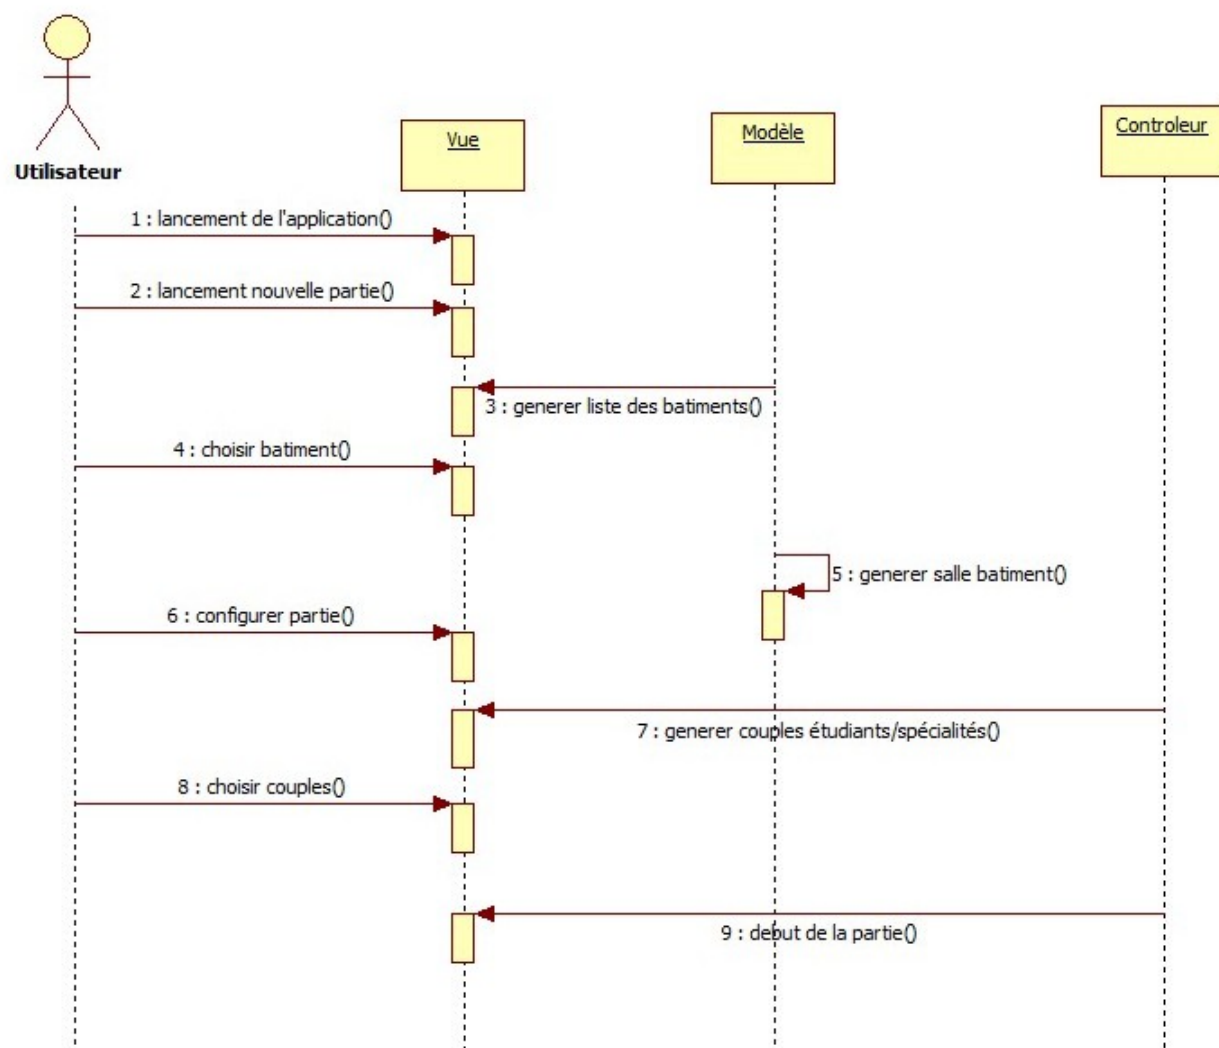 Utilisateur
Vue
Modèle
Controleur
1 : lancement de l'application()
2 : lancement nouvelle partie()
3 : generer liste des batiments()
4 : choisir batiment()
5 : generer salle batiment()
6 : configurer partie()
7 : generer couples étudiants/spécialités()
8 : choisir couples()
9 : debut de la partie()